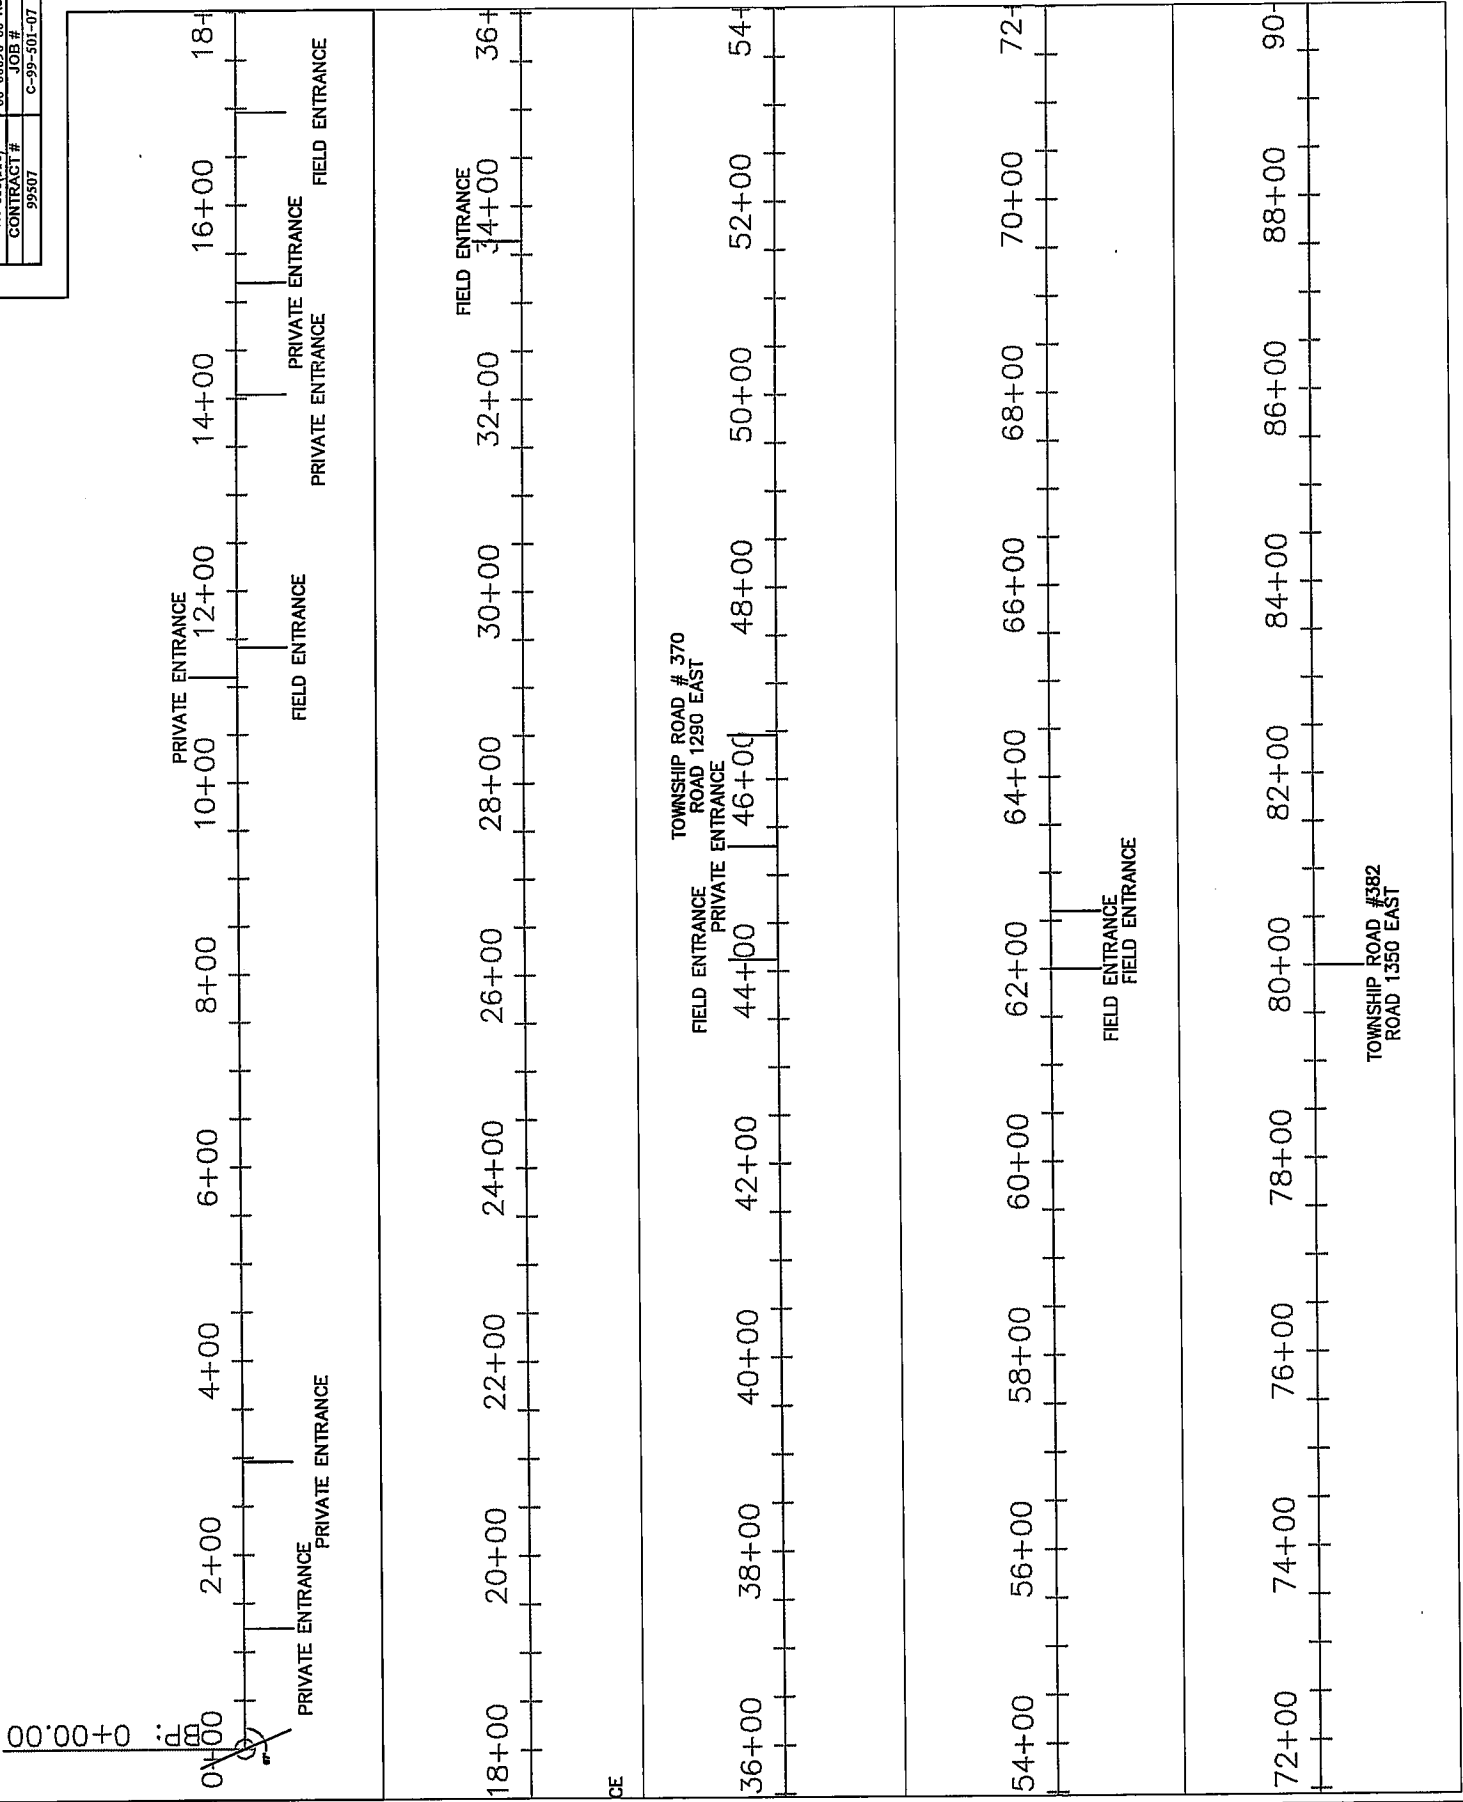 CONTRACT #
JOB #
99507
C-99-501-07
BP: 0+00.00
0+00
2+00
4+00
6+00
8+00
10+00
12+00
14+00
16+00
18+
PRIVATE ENTRANCE
PRIVATE ENTRANCE
PRIVATE ENTRANCE
FIELD ENTRANCE
PRIVATE ENTRANCE
PRIVATE ENTRANCE
FIELD ENTRANCE
18+00
20+00
22+00
24+00
26+00
28+00
30+00
32+00
34+00
36+
FIELD ENTRANCE
CE
36+00
38+00
40+00
42+00
44+00
46+00
48+00
50+00
52+00
54+
FIELD ENTRANCE
PRIVATE ENTRANCE
TOWNSHIP ROAD # 370
ROAD 1290 EAST
54+00
56+00
58+00
60+00
62+00
64+00
66+00
68+00
70+00
72+
FIELD ENTRANCE
FIELD ENTRANCE
72+00
74+00
76+00
78+00
80+00
82+00
84+00
86+00
88+00
90-
TOWNSHIP ROAD #382
ROAD 1350 EAST